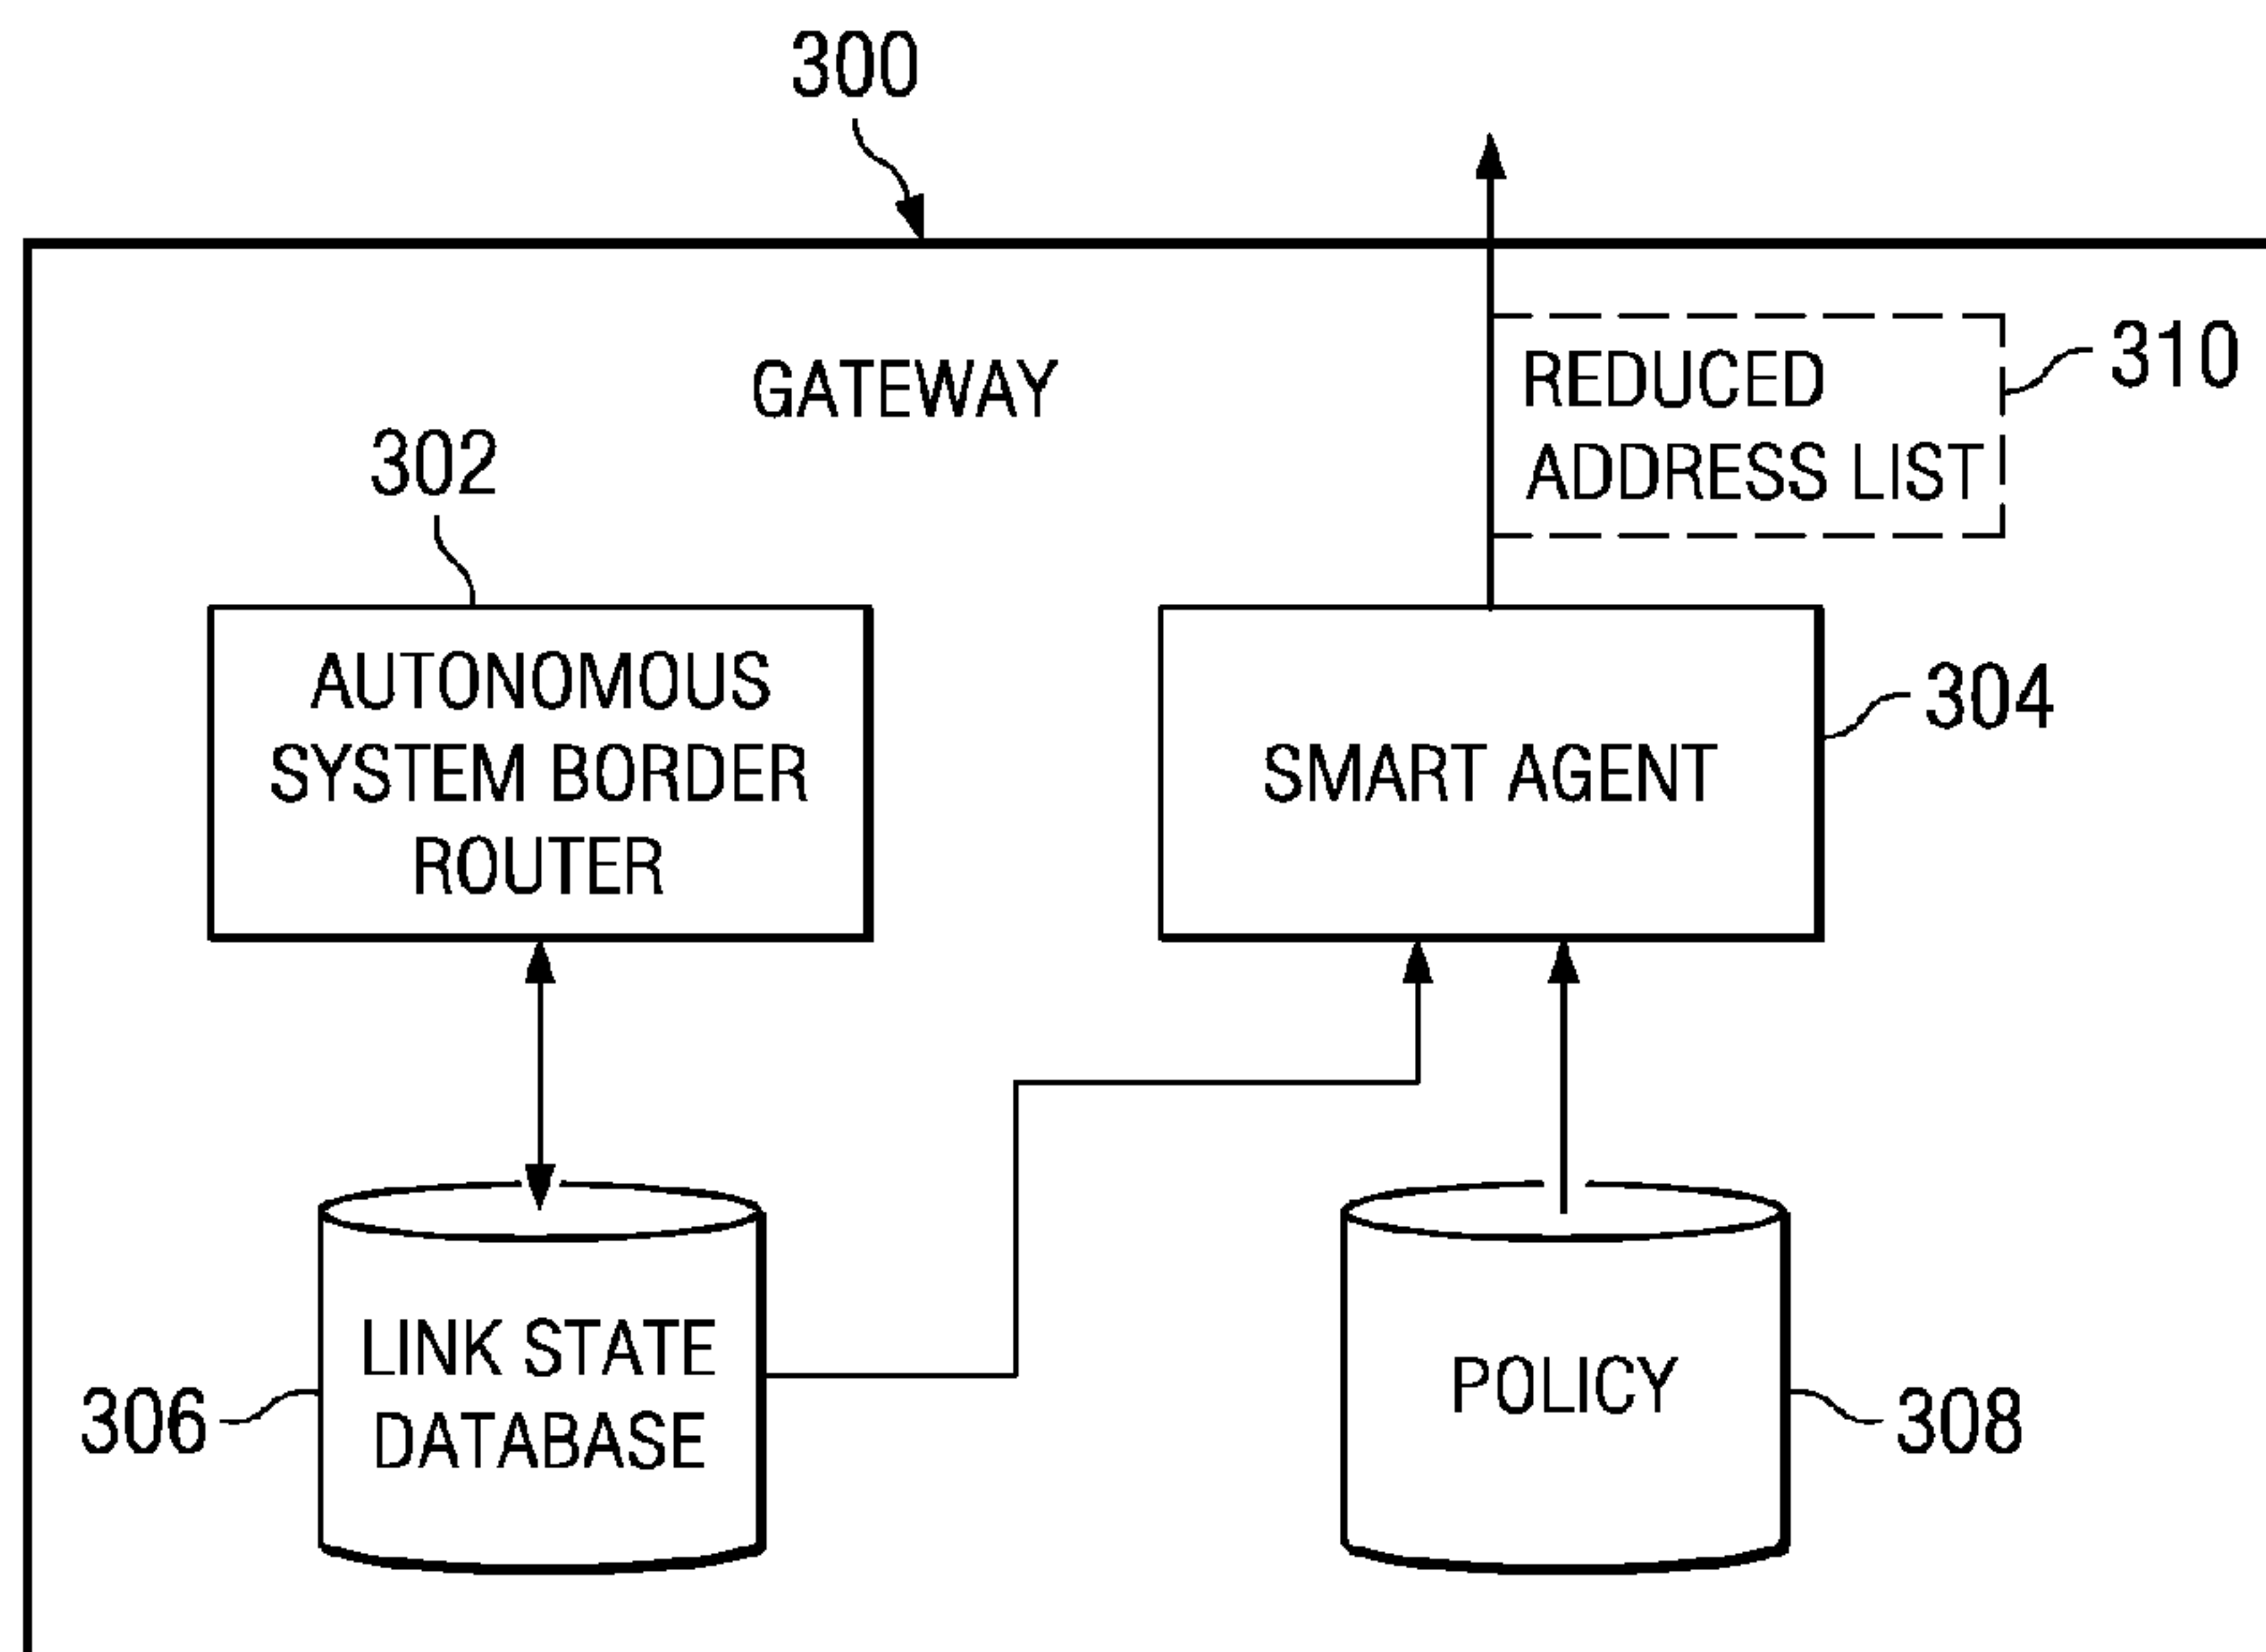 300
GATEWAY
REDUCED
ADDRESS LIST
310
302
AUTONOMOUS
SYSTEM BORDER
ROUTER
SMART AGENT
304
LINK STATE
DATABASE
306
POLICY
308